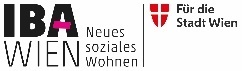 IBA
WIEN
Neues
soziales
Wohnen
Für die
Stadt Wien